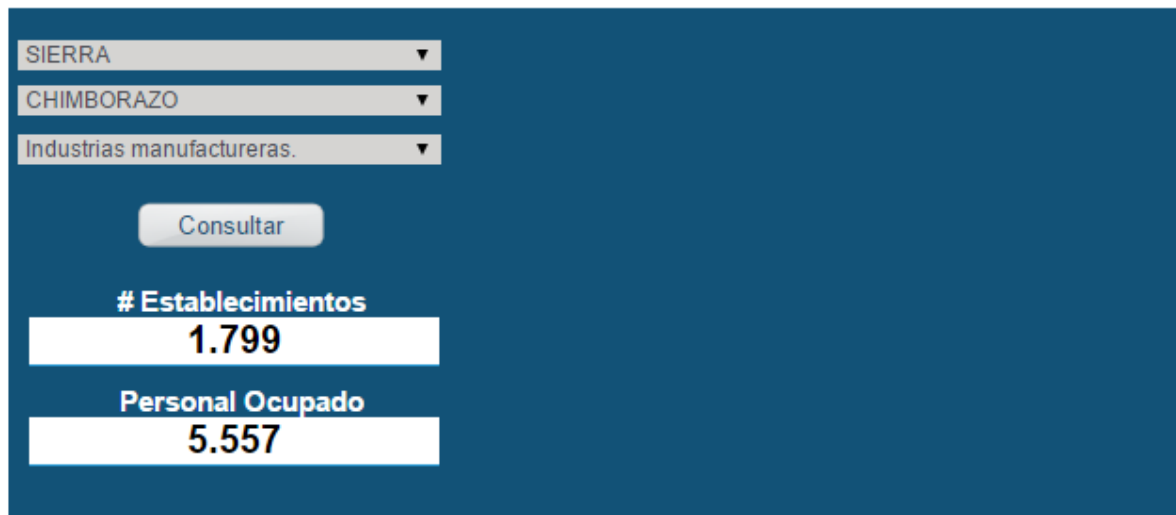 SIERRA
CHIMBORAZO
Industrias manufactureras.
Consultar
# Establecimientos
1.799
Personal Ocupado
5.557